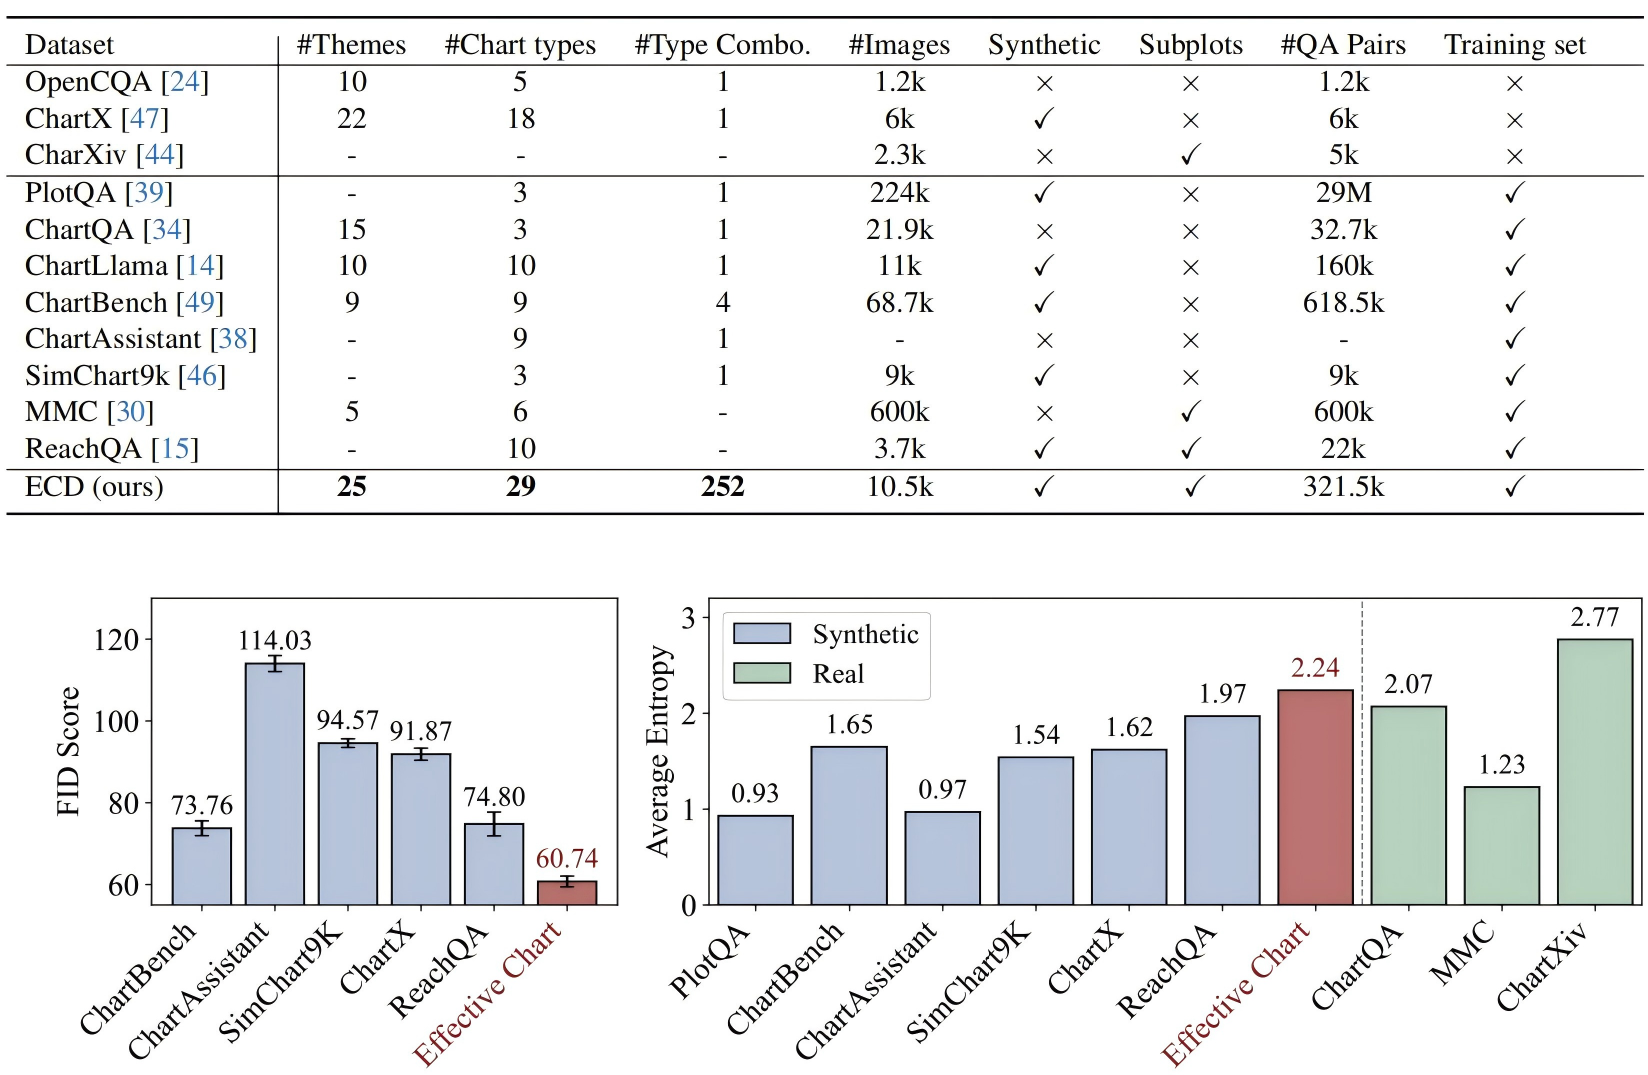 Dataset #Themes #Chart types #Type Combo. #Images Synthetic Subplots #QA Pairs Training set
OpenCQA [24] 10 5 1 1.2k × × 1.2k ×
ChartX [47] 22 18 1 6k ✓ × 6k ×
CharXiv [44] - - - 2.3k × ✓ 5k ×
PlotQA [39] - 3 1 224k ✓ × 29M ✓
ChartQA [34] 15 3 1 21.9k × × 32.7k ✓
ChartLlama [14] 10 10 1 11k ✓ × 160k ✓
ChartBench [49] 9 9 4 68.7k ✓ × 618.5k ✓
ChartAssistant [38] - 9 1 - × × - ✓
SimChart9k [46] - 3 1 9k ✓ × 9k ✓
MMC [30] 5 6 - 600k × ✓ 600k ✓
ReachQA [15] - 10 - 3.7k ✓ ✓ 22k ✓
ECD (ours) 25 29 252 10.5k ✓ ✓ 321.5k ✓
FID Score
120
100
80
60
73.76
114.03
94.57
91.87
74.80
60.74
ChartBench
ChartAssistant
SimChart9K
ChartX
ReachQA
Effective Chart
Average Entropy
3
2
1
0
Synthetic
Real
0.93
1.65
0.97
1.54
1.62
1.97
2.24
2.07
1.23
2.77
PlotQA
ChartBench
ChartAssistant
SimChart9K
ChartX
ReachQA
Effective Chart
ChartQA
MMC
ChartXiv